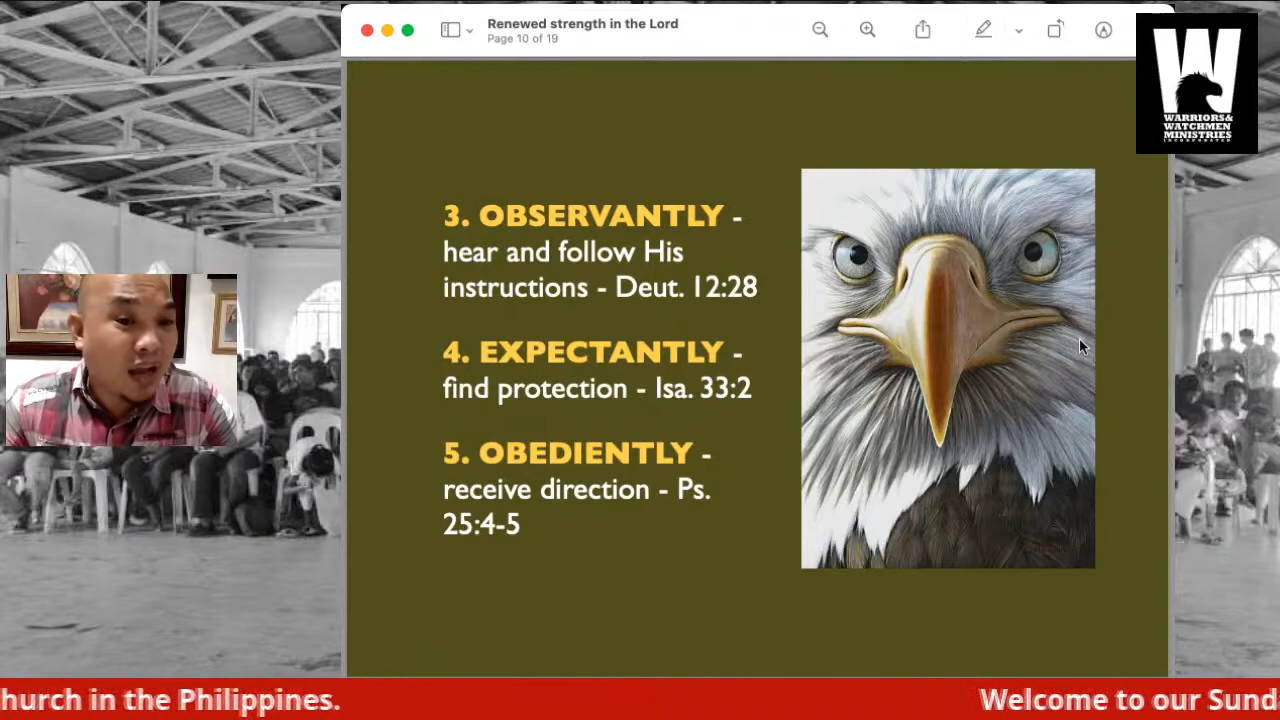 Renewed strength in the Lord
Page 10 of 19
W
WARRIORS&
WATCHMEN
MINISTRIES
INCORPORATED
3. OBSERVANTLY -
hear and follow His
instructions - Deut. 12:28
4. EXPECTANTLY -
find protection - Isa. 33:2
5. OBEDIENTLY -
receive direction - Ps.
25:4-5
hurch in the Philippines.
Welcome to our Sund